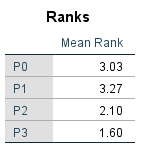 Ranks
Mean Rank
P0 3.03
P1 3.27
P2 2.10
P3 1.60